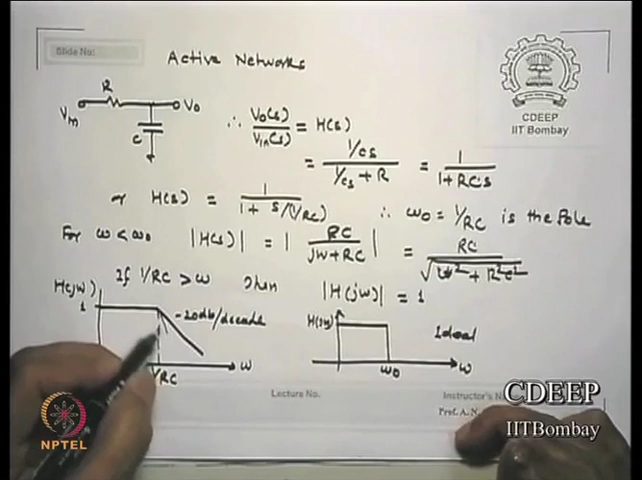 Slide No:
Active Networks
CDEEP
IIT Bombay
R
Vin
Vo
C
∴ Vo(s)/Vin(s) = H(s)
= (1/Cs)/(1/Cs + R) = 1/(1+RCs)
or H(s) = 1/(1 + s/(1/RC)) ∴ ω0 = 1/RC is the Pole
For ω < ω0 |H(s)| = | RC/(jω + RC) | = RC/√(ω² + R²C²)
If 1/RC > ω then |H(jω)| = 1
H(jω)
1
-20db/decade
ω
1/RC
H(jω)
Ideal
ω0
ω
NPTEL
Lecture No.
Instructor's N
Prof. A. N.
CDEEP
IIT Bombay